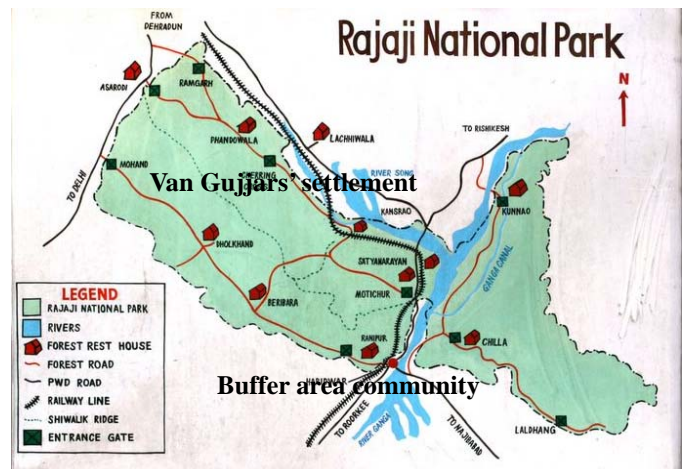 FROM
DEHRADUN
Rajaji National Park
N
ASARODI
RAMGARH
PHANDOWALA
LACHHIWALA
TO RISHIKESH
MOHAND
TO DELHI
Van Gujjars' settlement
RIVER SONG
KANSRAO
KUNNAO
DHOLKHAND
SATYANARAYAN
GANGA CANAL
MOTICHUR
BERIBARA
RANIPUR
CHILLA
Buffer area community
HARIDWAR
TO ROORKEE
RIVER GANGA
TO NAJIBABAD
LALDHANG
LEGEND
RAJAJI NATIONAL PARK
RIVERS
FOREST REST HOUSE
FOREST ROAD
PWD ROAD
RAILWAY LINE
SHIWALIK RIDGE
ENTRANCE GATE